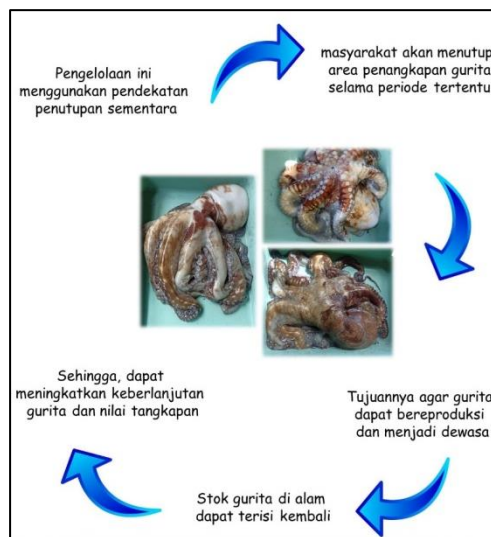 Pengelolaan ini
menggunakan pendekatan
penutupan sementara
masyarakat akan menutup
area penangkapan gurita
selama periode tertentu
Tujuannya agar gurita
dapat bereproduksi
dan menjadi dewasa
Stok gurita di alam
dapat terisi kembali
Sehingga, dapat
meningkatkan keberlanjutan
gurita dan nilai tangkapan